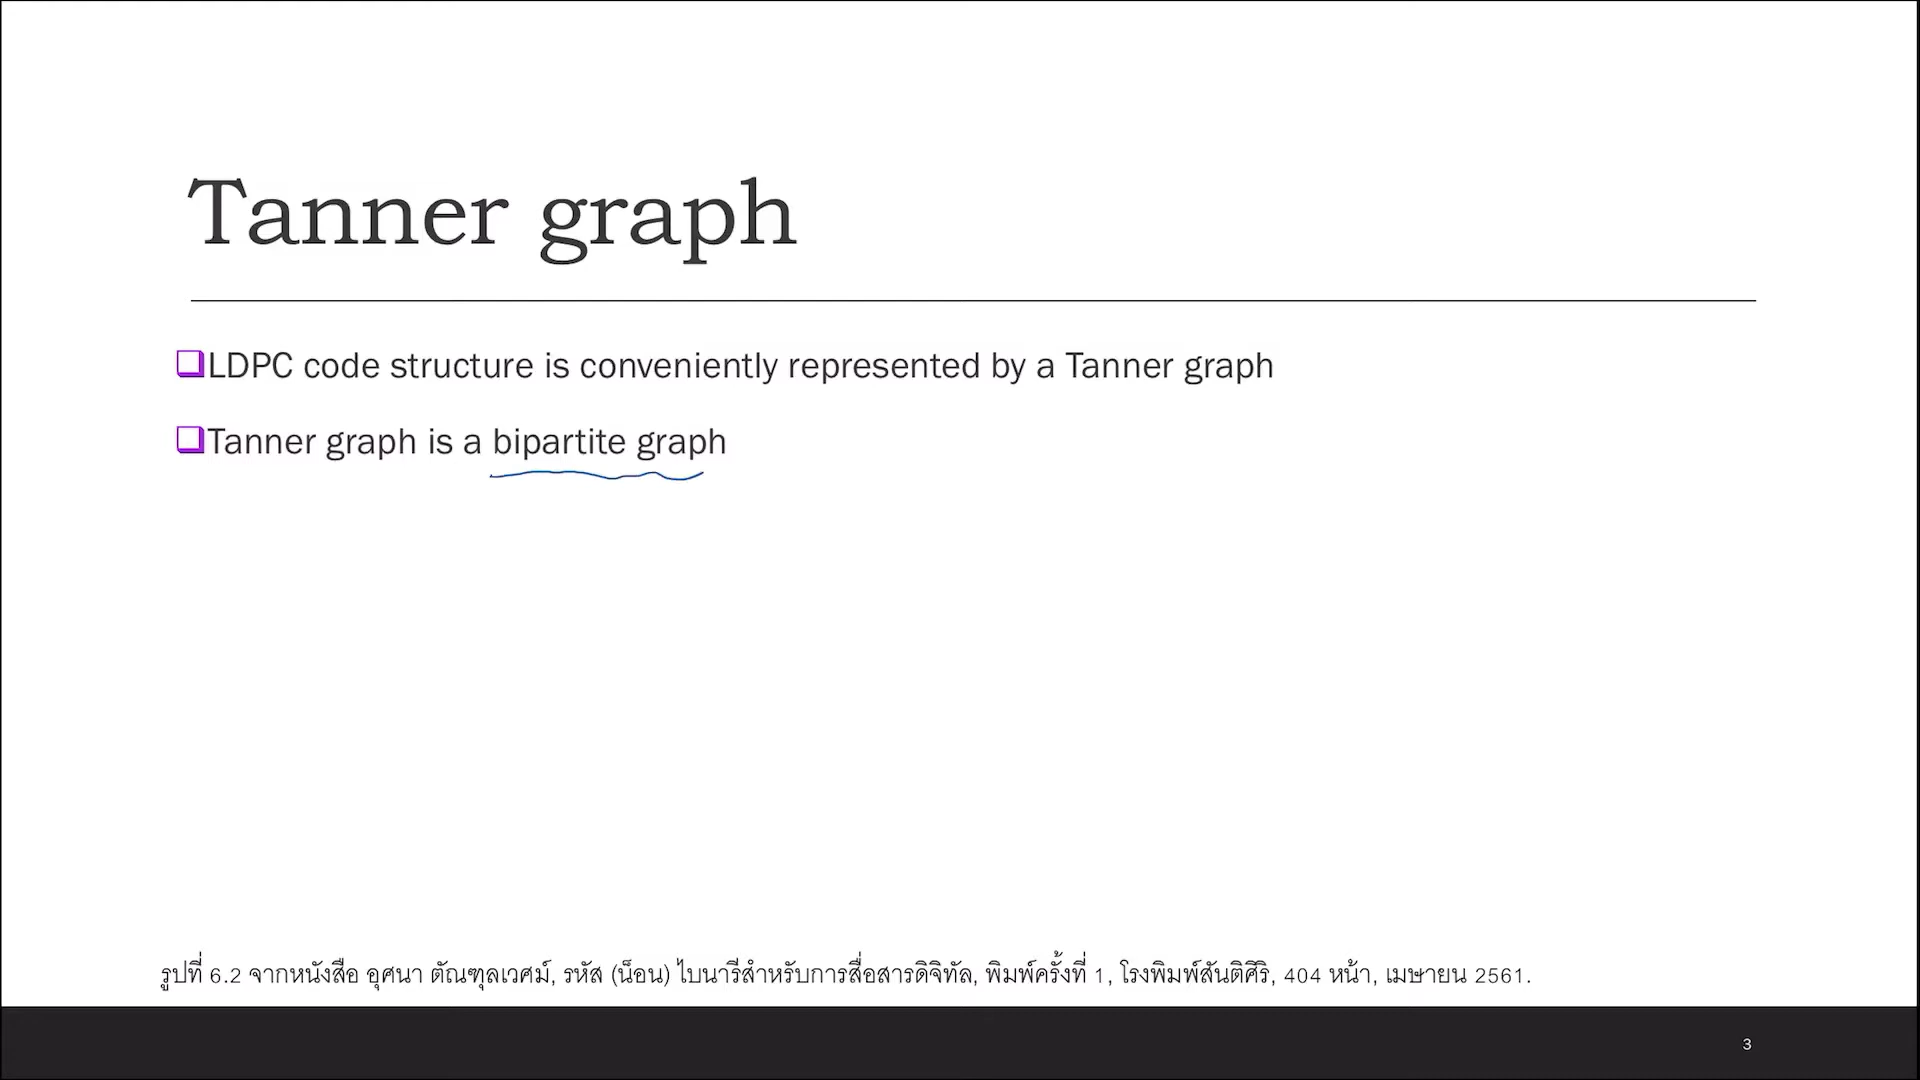 Tanner graph
LDPC code structure is conveniently represented by a Tanner graph
Tanner graph is a bipartite graph
รูปที่ 6.2 จากหนังสือ อุศนา ตัณฑุลเวศม์, รหัส (น็อน) ไบนารีสำหรับการสื่อสารดิจิทัล, พิมพ์ครั้งที่ 1, โรงพิมพ์สันติศิริ, 404 หน้า, เมษายน 2561.
3